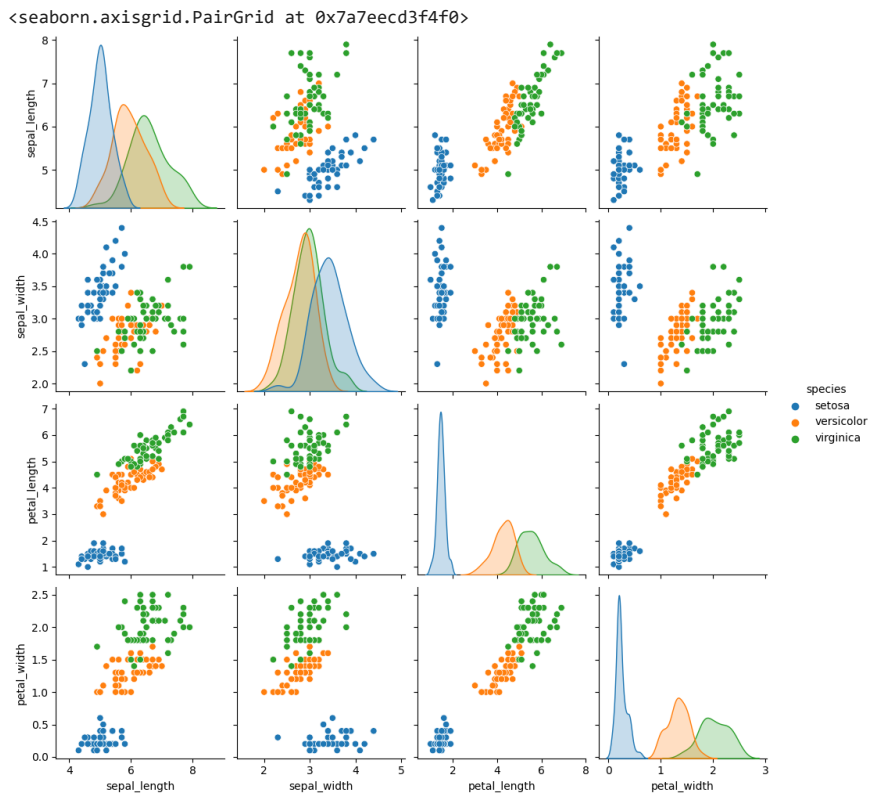 <seaborn.axisgrid.PairGrid at 0x7a7eecd3f4f0>
8
7
6
5
sepal_length
4.5
4.0
3.5
3.0
2.5
2.0
sepal_width
species
setosa
versicolor
virginica
7
6
5
4
3
2
1
petal_length
2.5
2.0
1.5
1.0
0.5
0.0
petal_width
4 6 8 2 3 4 5 2 4 6 8 0 1 2 3
sepal_length sepal_width petal_length petal_width